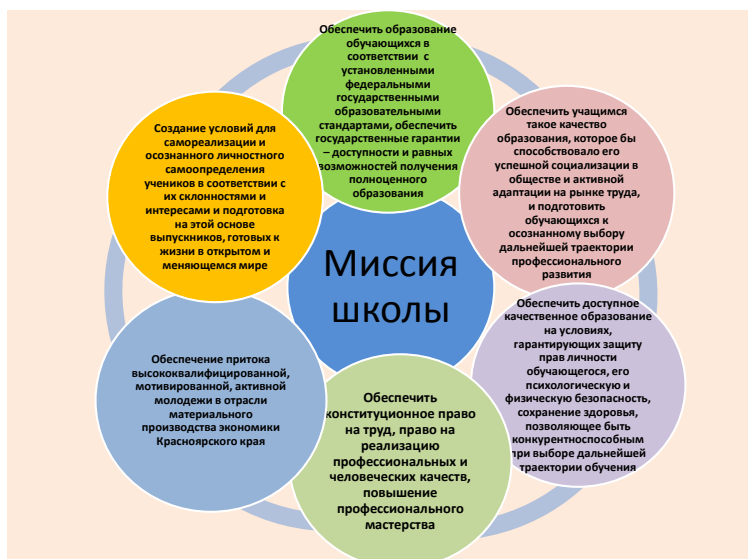 Обеспечить образование
обучающихся в
соответствии с
установленными
федеральными
государственными
образовательными
стандартами, обеспечить
государственные гарантии
– доступности и равных
возможностей получения
полноценного
образования
Обеспечить учащимся
такое качество
образования, которое бы
способствовало его
успешной социализации в
обществе и активной
адаптации на рынке труда,
и подготовить
обучающихся к
осознанному выбору
дальнейшей траектории
профессионального
развития
Обеспечить доступное
качественное образование
на условиях,
гарантирующих защиту
прав личности
обучающегося, его
психологическую и
физическую безопасность,
сохранение здоровья,
позволяющее быть
конкурентноспособным
при выборе дальнейшей
траектории обучения
Обеспечить
конституционное право
на труд, право на
реализацию
профессиональных и
человеческих качеств,
повышение
профессионального
мастерства
Обеспечение притока
высококвалифицированной,
мотивированной, активной
молодежи в отрасли
материального
производства экономики
Красноярского края
Создание условий для
самореализации и
осознанного личностного
самоопределения
учеников в соответствии с
их склонностями и
интересами и подготовка
на этой основе
выпускников, готовых к
жизни в открытом и
меняющемся мире
Миссия
школы